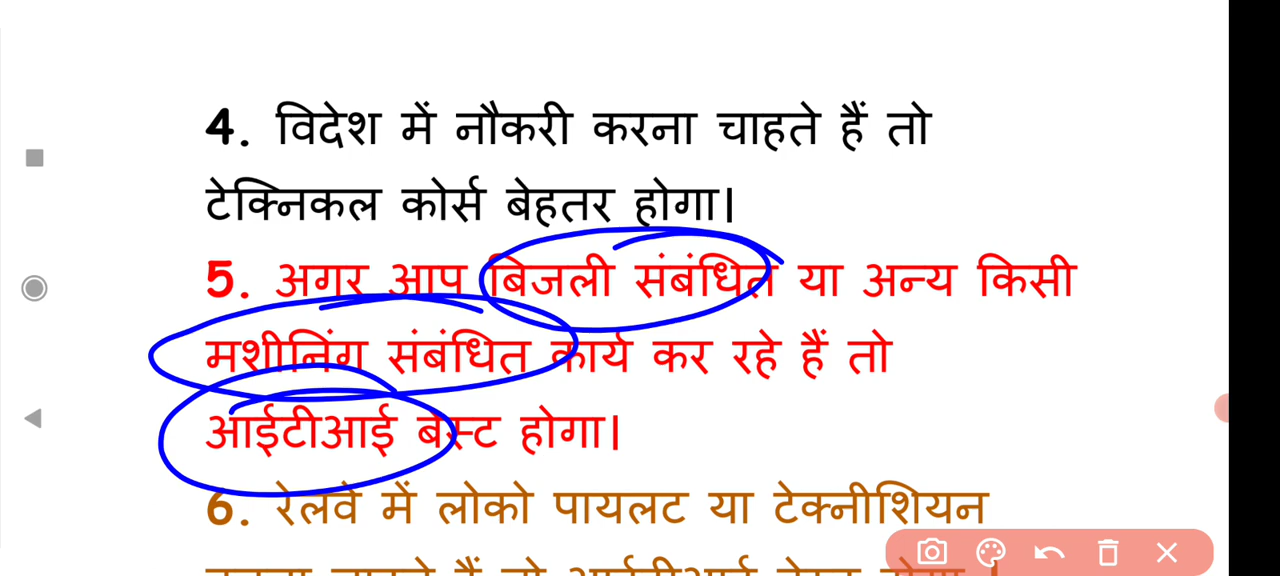 4. विदेश में नौकरी करना चाहते हैं तो
टेक्निकल कोर्स बेहतर होगा।
5. अगर आप बिजली संबंधित या अन्य किसी
मशीनिंग संबंधित कार्य कर रहे हैं तो
आईटीआई बेस्ट होगा।
6. रेलवे में लोको पायलट या टेक्नीशियन